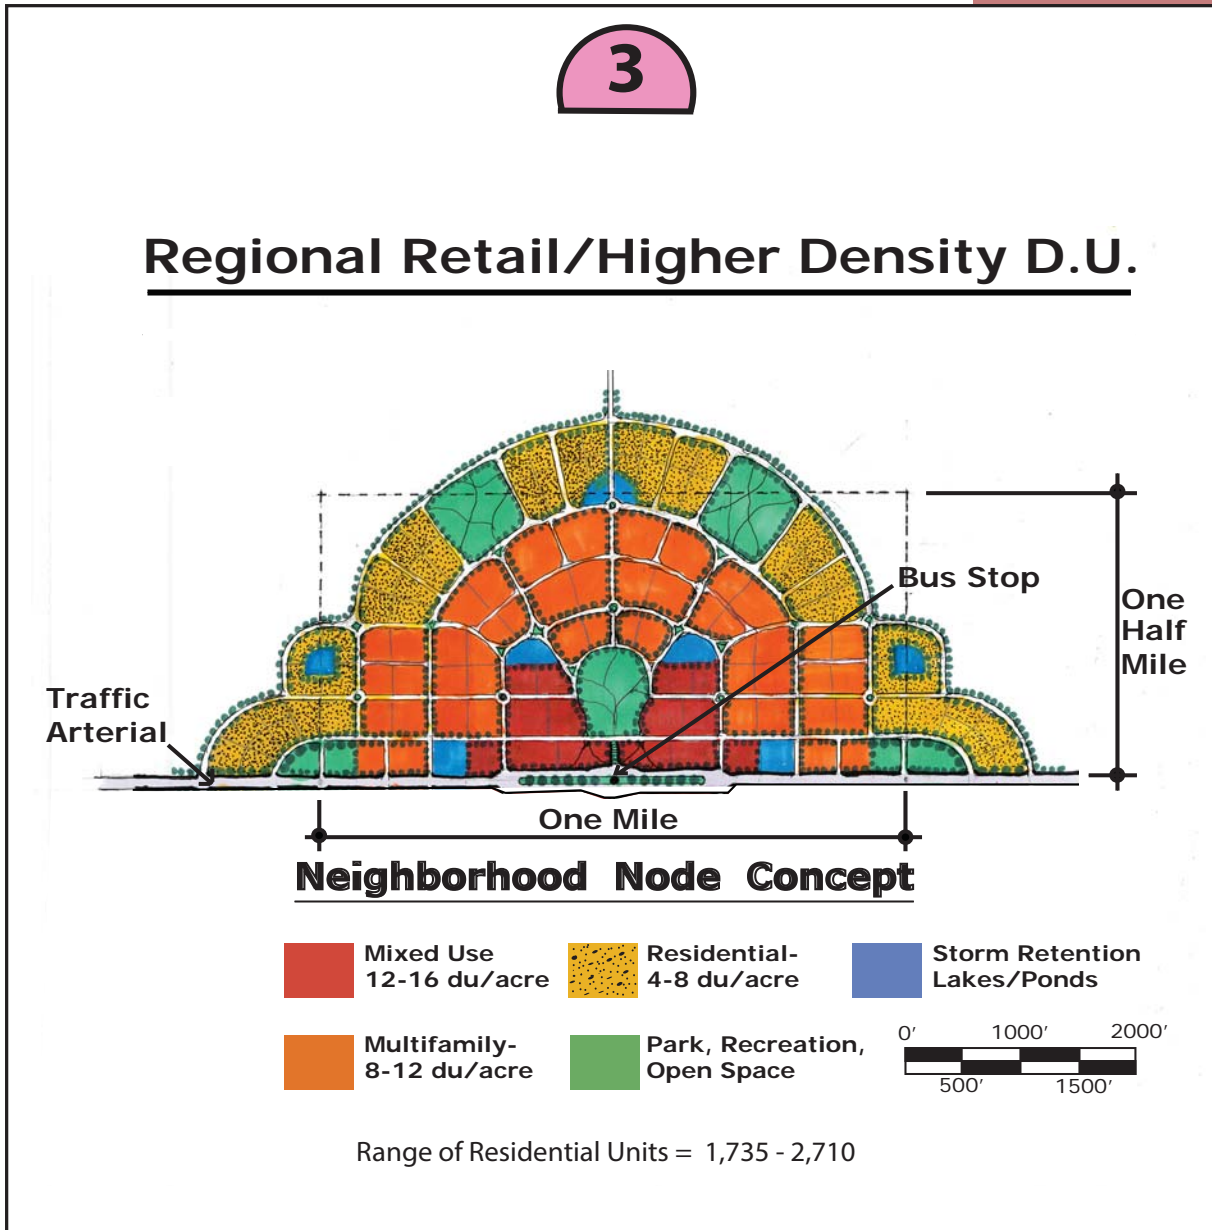 3
Regional Retail/Higher Density D.U.
Bus Stop
One
Half
Mile
Traffic
Arterial
One Mile
Neighborhood Node Concept
Mixed Use
12-16 du/acre
Residential-
4-8 du/acre
Storm Retention
Lakes/Ponds
Multifamily-
8-12 du/acre
Park, Recreation,
Open Space
0' 1000' 2000'
500' 1500'
Range of Residential Units = 1,735 - 2,710